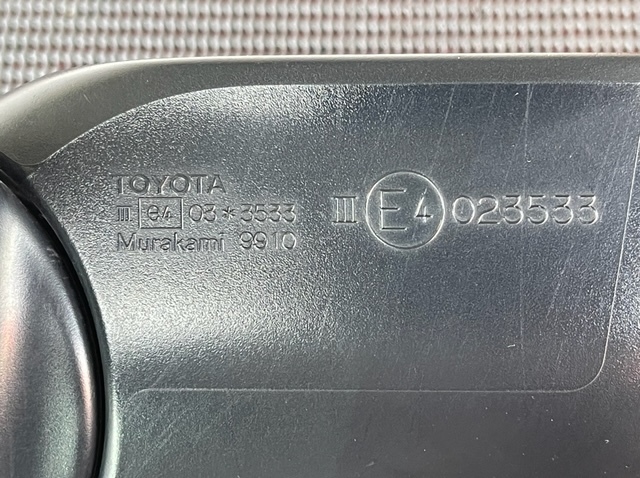 TOYOTA
III e4 03*3533
Murakami 9910
III E4 023533